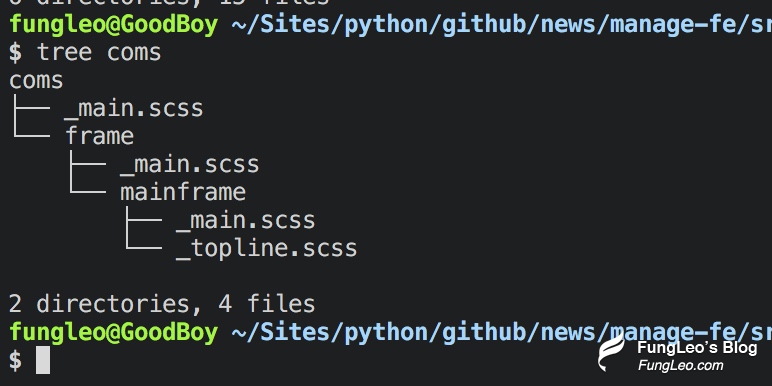 fungleo@GoodBoy ~/Sites/python/github/news/manage-fe/sr
$ tree coms
coms
├── _main.scss
└── frame
    ├── _main.scss
    └── mainframe
        ├── _main.scss
        └── _topline.scss
2 directories, 4 files
fungleo@GoodBoy ~/Sites/python/github/news/manage-fe/sr
$
FungLeo's Blog
FungLeo.com